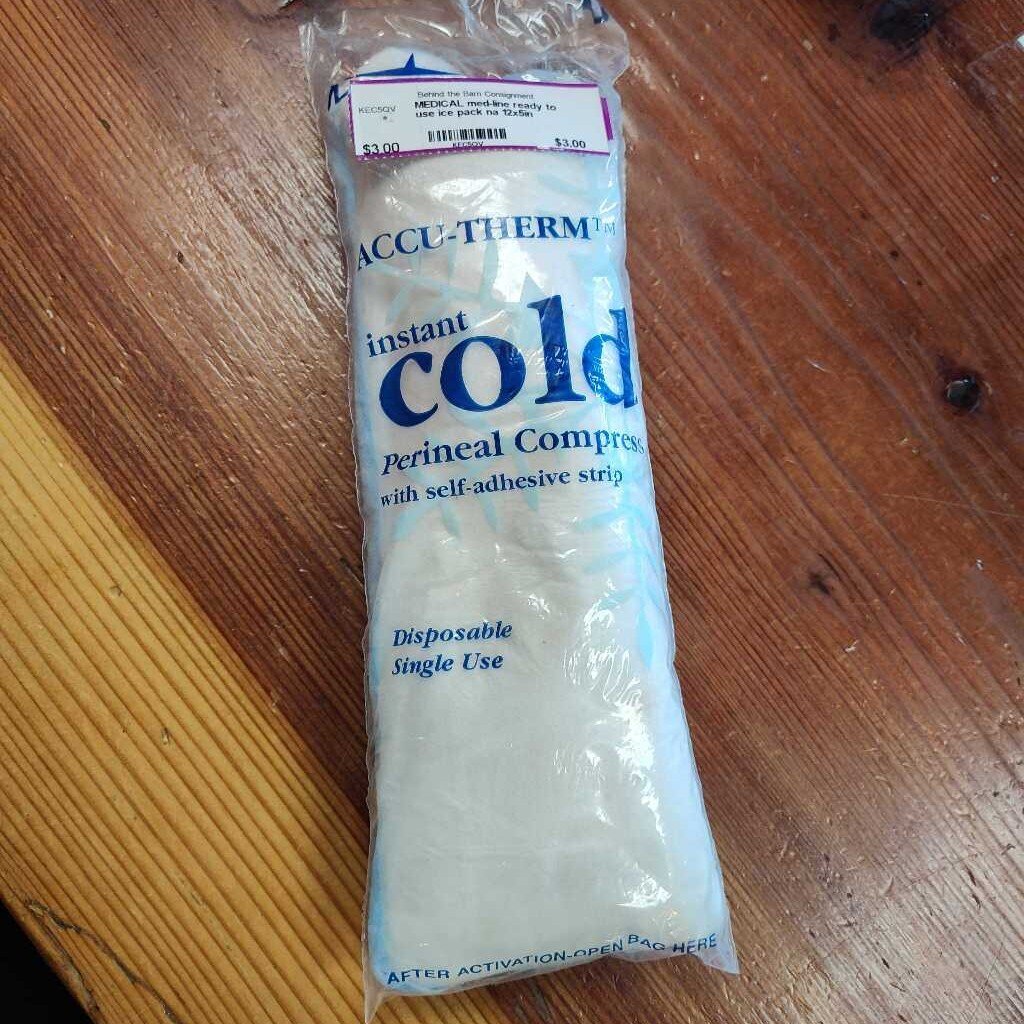 Behind the Barn Consignment
KEC5QV
MEDICAL med-line ready to
use ice pack na 12x5in
$3.00
KEC5QV
$3.00
ACCU-THERM™
instant
cold
Perineal Compress
with self-adhesive strip
Disposable
Single Use
AFTER ACTIVATION-OPEN BAG HERE